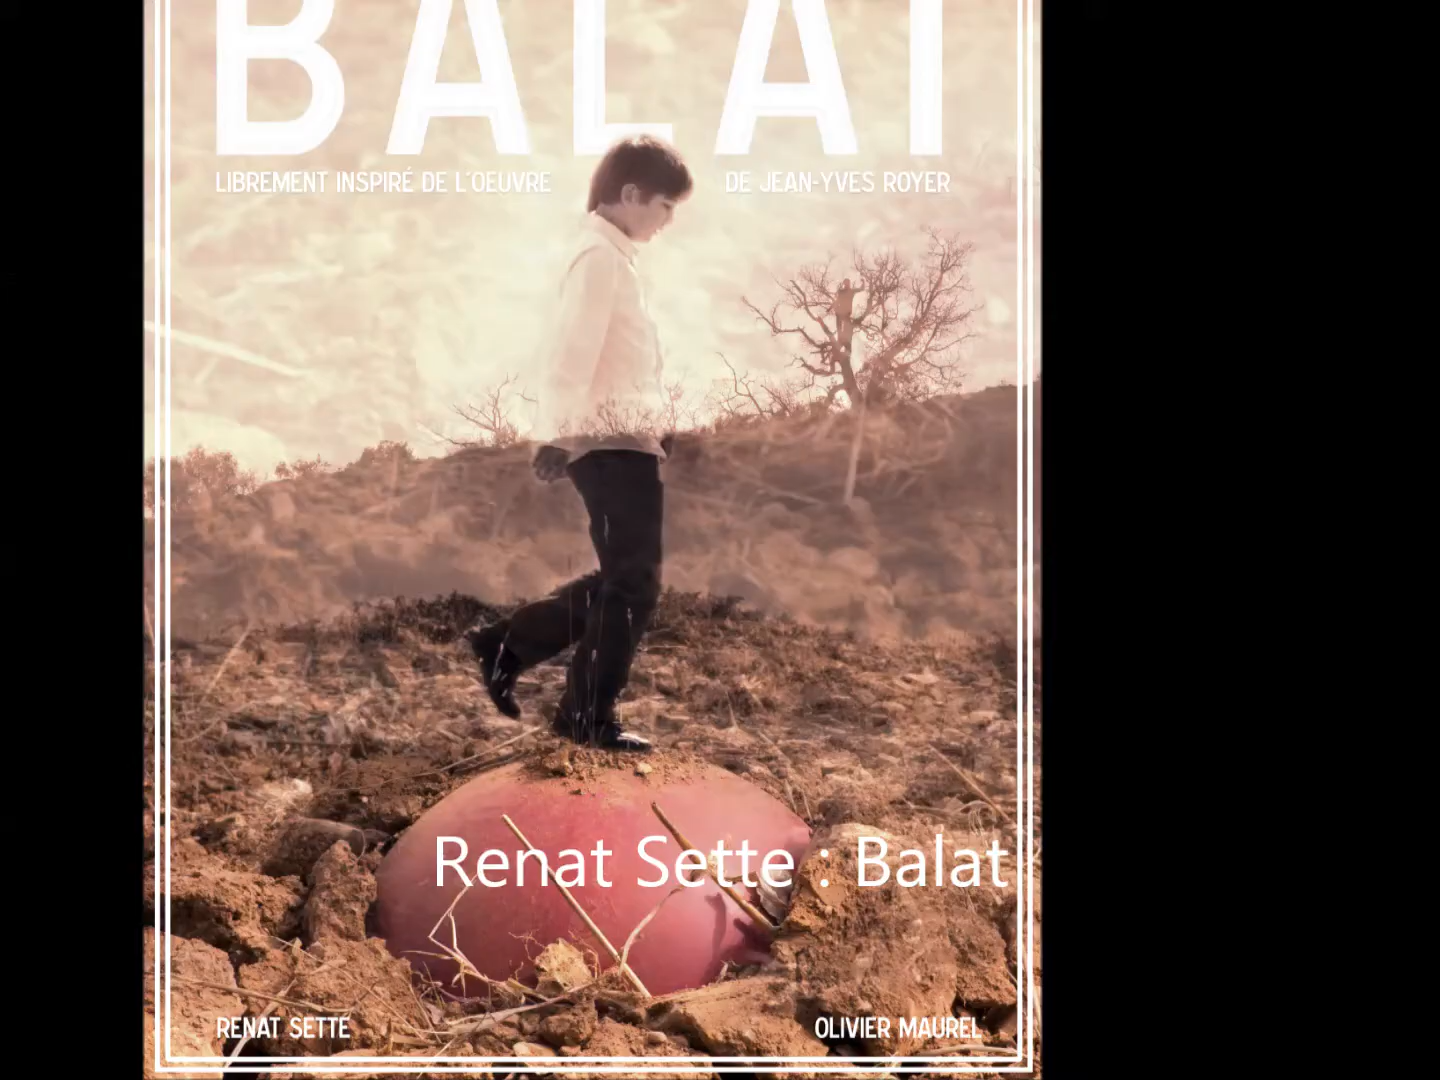 BALAT
LIBREMENT INSPIRÉ DE L'OEUVRE DE JEAN-YVES ROYER
Renat Sette : Balat
RENAT SETTE OLIVIER MAUREL